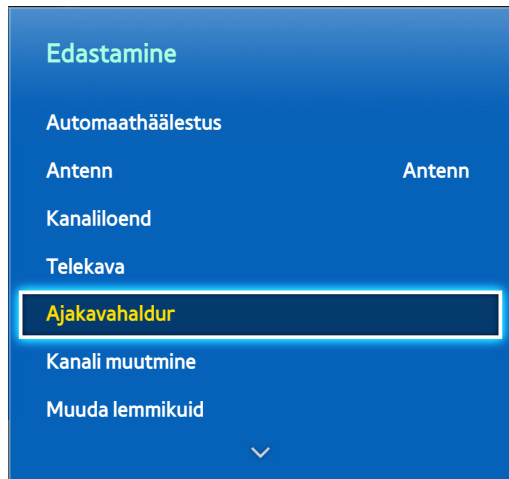 Edastamine
Automaathäälestus
Antenn Antenn
Kanaliloend
Telekava
Ajakavahaldur
Kanali muutmine
Muuda lemmikuid